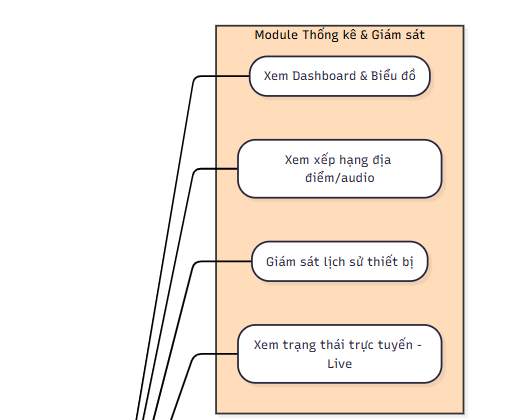 Module Thống kê & Giám sát
Xem Dashboard & Biểu đồ
Xem xếp hạng địa
điểm/audio
Giám sát lịch sử thiết bị
Xem trạng thái trực tuyến -
Live